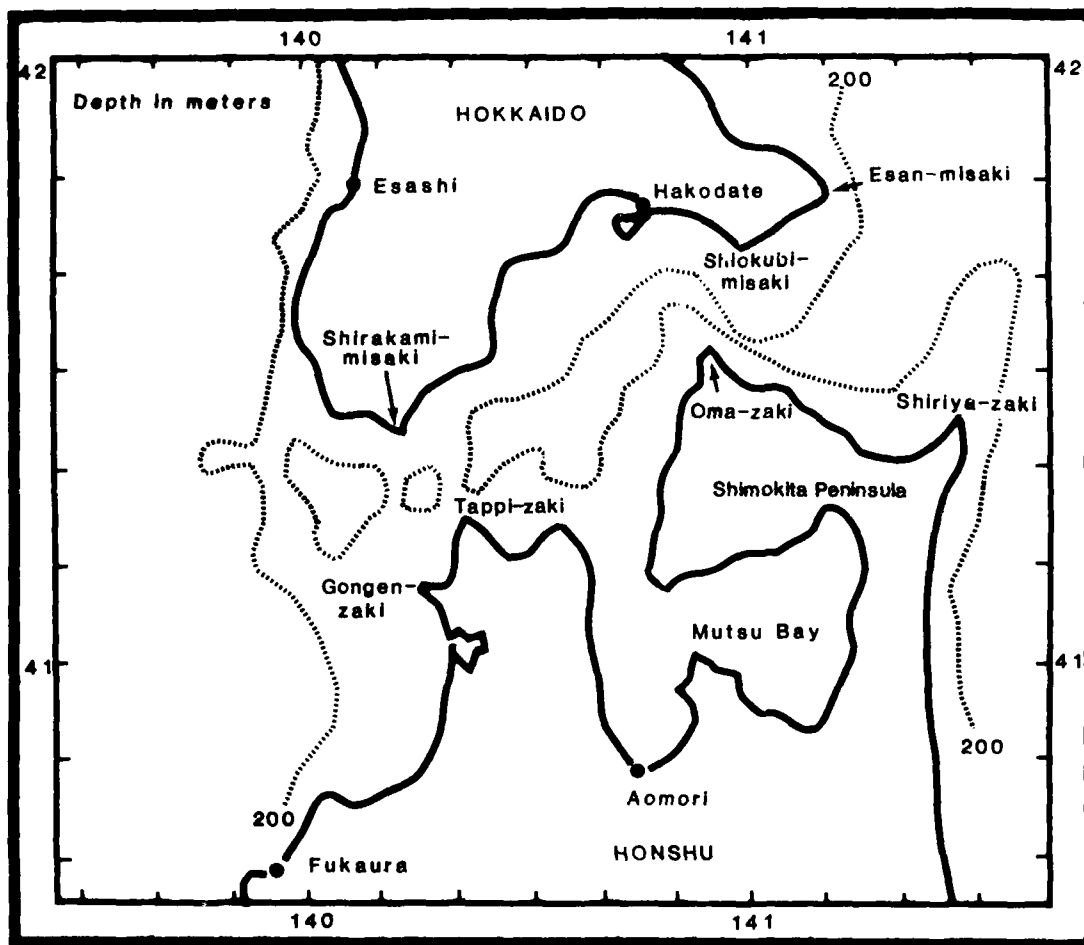 140
141
42
42
200
Depth in meters
HOKKAIDO
Esashi
Hakodate
Esan-misaki
Shiokubi-
misaki
Shirakami-
misaki
Oma-zaki
Shiriya-zaki
Shimokita Peninsula
Tappi-zaki
Gongen-
zaki
Mutsu Bay
41
41
200
200
Aomori
Fukaura
HONSHU
140
141